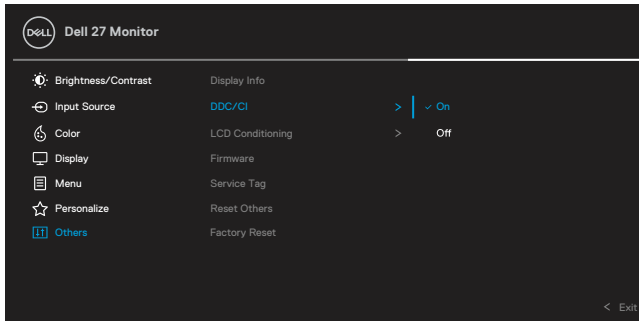 DELL Dell 27 Monitor
Brightness/Contrast Display Info
Input Source DDC/CI > ✓ On
Color LCD Conditioning > Off
Display Firmware
Menu Service Tag
Personalize Reset Others
Others Factory Reset
< Exit